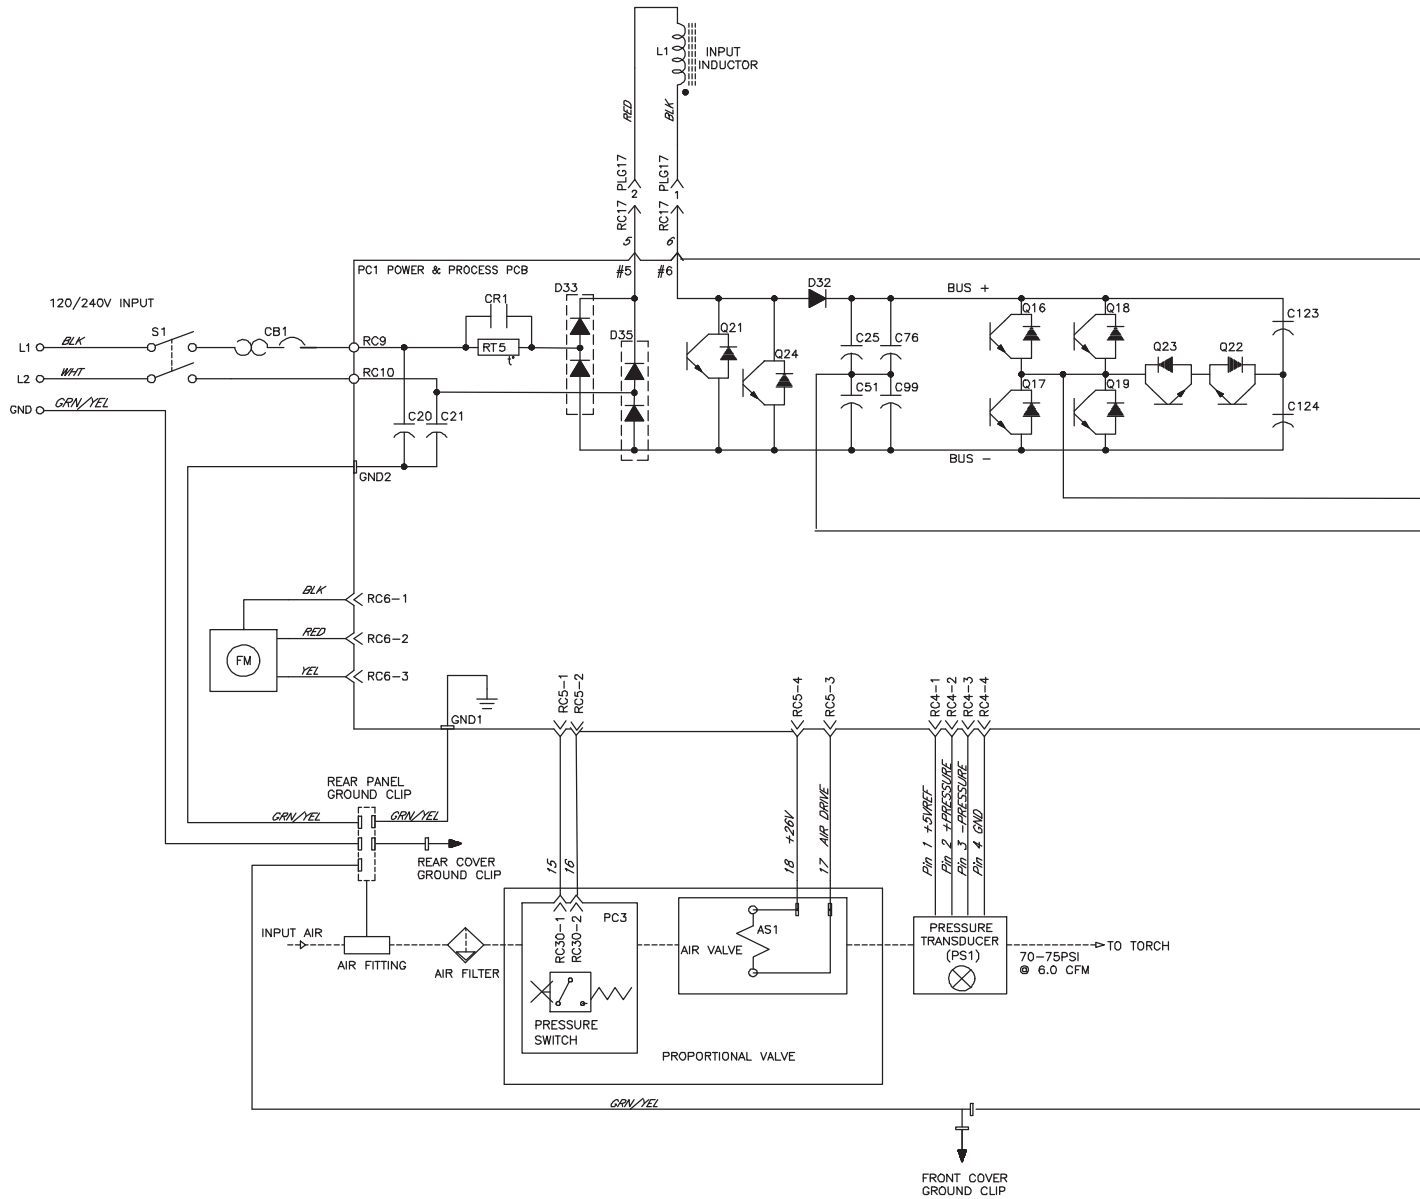 L1
INPUT
INDUCTOR
RED
BLK
PLG17
PLG17
2
1
RC17
RC17
5
6
PC1 POWER & PROCESS PCB
#5
#6
120/240V INPUT
D33
D32
BUS +
CR1
S1
CB1
D35
Q21
Q16
Q18
C123
L1
BLK
RC9
RT5
t°
Q24
C25
C76
Q23
Q22
L2
WHT
RC10
C51
C99
Q17
Q19
GND
GRN/YEL
C20
C21
C124
GND2
BUS -
BLK
RC6-1
FM
RED
RC6-2
YEL
RC6-3
GND1
RC5-1
RC5-2
RC5-4
RC5-3
RC4-1
RC4-2
RC4-3
RC4-4
REAR PANEL
GROUND CLIP
GRN/YEL
GRN/YEL
REAR COVER
GROUND CLIP
15
16
18 +26V
17 AIR DRIVE
Pin 1 +5VREF
Pin 2 +PRESSURE
Pin 3 -PRESSURE
Pin 4 GND
INPUT AIR
AIR FITTING
AIR FILTER
RC30-1
RC30-2
PC3
PRESSURE
SWITCH
AIR VALVE
AS1
PROPORTIONAL VALVE
PRESSURE
TRANSDUCER
(PS1)
TO TORCH
70-75PSI
@ 6.0 CFM
GRN/YEL
FRONT COVER
GROUND CLIP